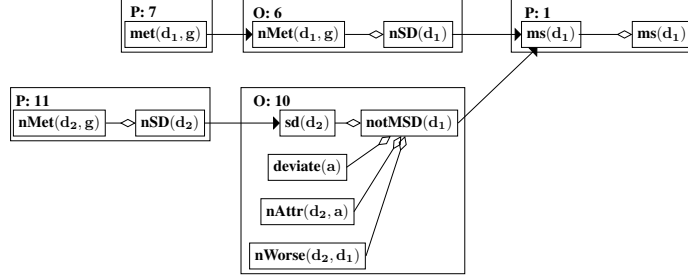 P: 7
O: 6
P: 1
met(d₁, g)
nMet(d₁, g)
nSD(d₁)
ms(d₁)
ms(d₁)
P: 11
O: 10
nMet(d₂, g)
nSD(d₂)
sd(d₂)
notMSD(d₁)
deviate(a)
nAttr(d₂, a)
nWorse(d₂, d₁)